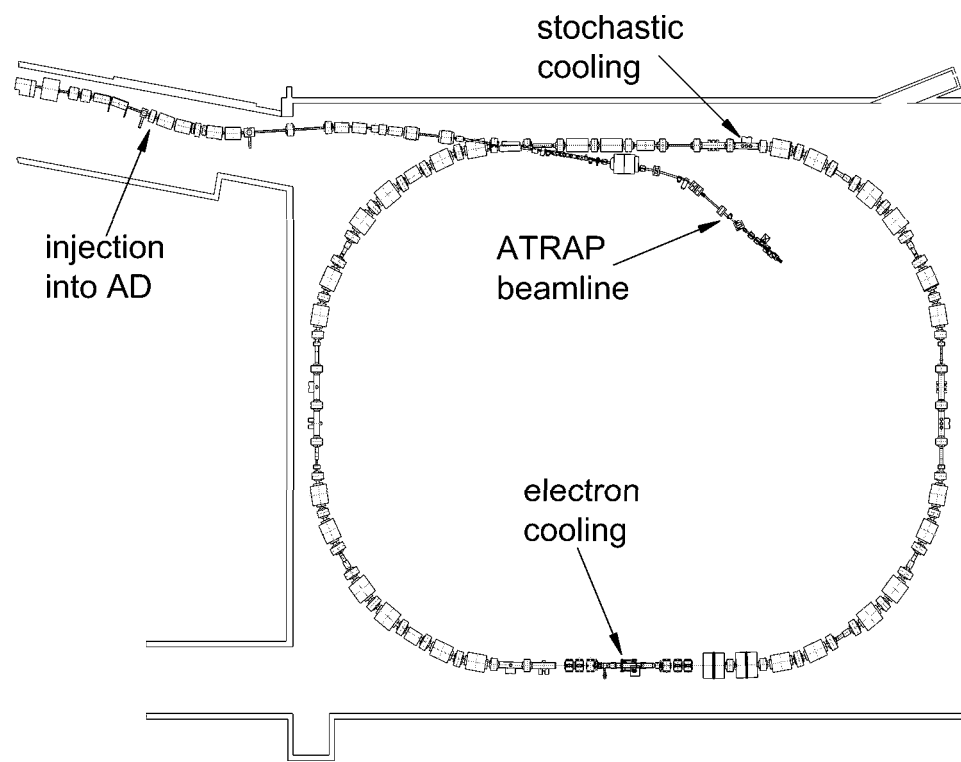 stochastic
cooling
injection
into AD
ATRAP
beamline
electron
cooling